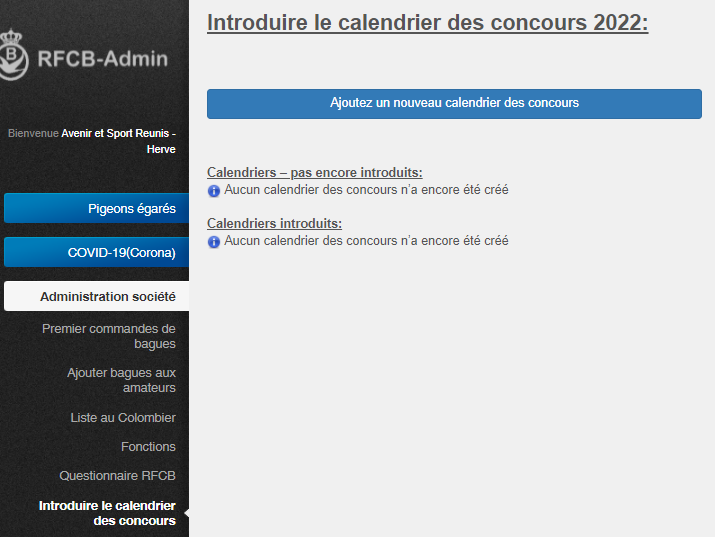 B
RFCB-Admin
Bienvenue Avenir et Sport Reunis -
Herve
Pigeons égarés
COVID-19(Corona)
Administration société
Premier commandes de
bagues
Ajouter bagues aux
amateurs
Liste au Colombier
Fonctions
Questionnaire RFCB
Introduire le calendrier
des concours
Introduire le calendrier des concours 2022:
Ajoutez un nouveau calendrier des concours
Calendriers – pas encore introduits:
Aucun calendrier des concours n’a encore été créé
Calendriers introduits:
Aucun calendrier des concours n’a encore été créé